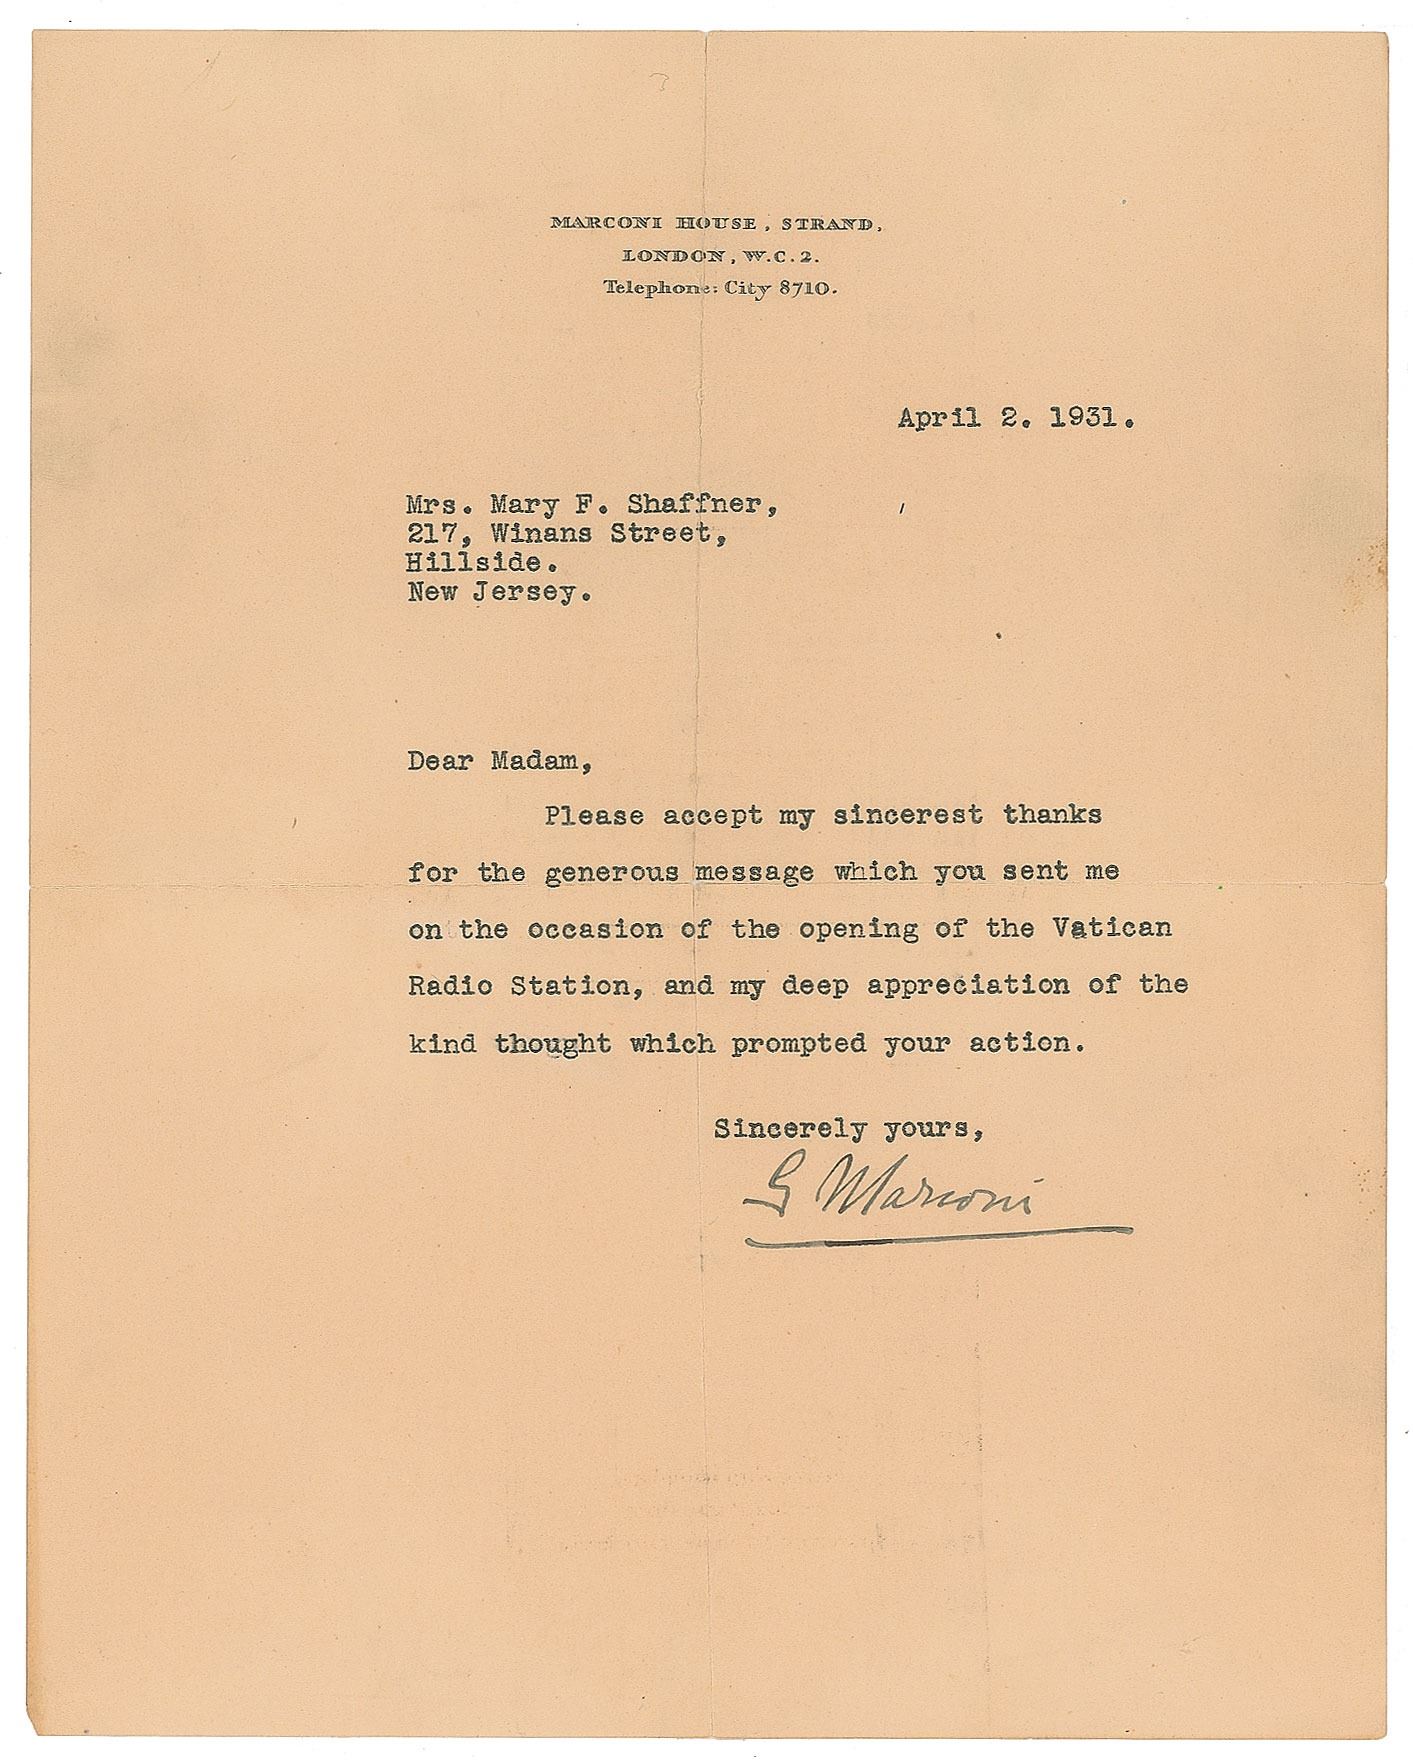 MARCONI HOUSE, STRAND,
LONDON, W.C.2.
Telephone: City 8710.
April 2. 1931.
Mrs. Mary F. Shaffner,
217, Winans Street,
Hillside.
New Jersey.
Dear Madam,
Please accept my sincerest thanks
for the generous message which you sent me
on the occasion of the opening of the Vatican
Radio Station, and my deep appreciation of the
kind thought which prompted your action.
Sincerely yours,
G Marconi